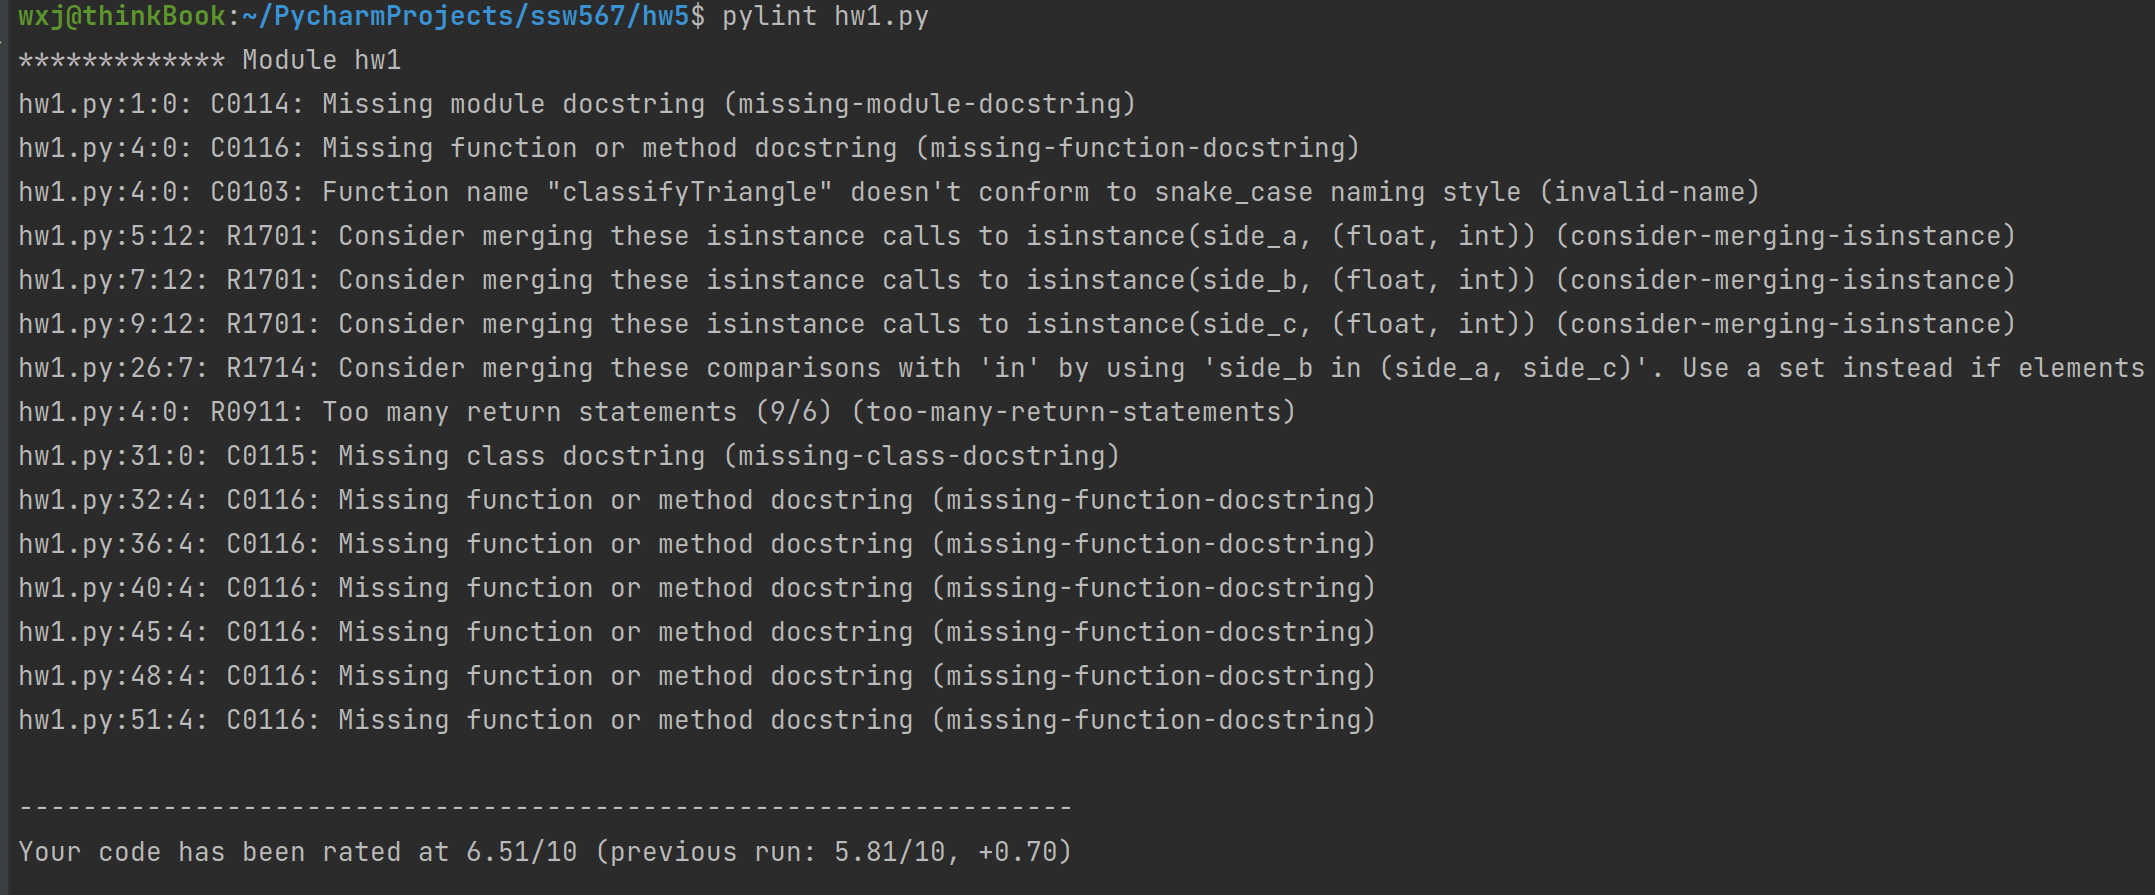 wxj@thinkBook:~/PycharmProjects/ssw567/hw5$ pylint hw1.py
************* Module hw1
hw1.py:1:0: C0114: Missing module docstring (missing-module-docstring)
hw1.py:4:0: C0116: Missing function or method docstring (missing-function-docstring)
hw1.py:4:0: C0103: Function name "classifyTriangle" doesn't conform to snake_case naming style (invalid-name)
hw1.py:5:12: R1701: Consider merging these isinstance calls to isinstance(side_a, (float, int)) (consider-merging-isinstance)
hw1.py:7:12: R1701: Consider merging these isinstance calls to isinstance(side_b, (float, int)) (consider-merging-isinstance)
hw1.py:9:12: R1701: Consider merging these isinstance calls to isinstance(side_c, (float, int)) (consider-merging-isinstance)
hw1.py:26:7: R1714: Consider merging these comparisons with 'in' by using 'side_b in (side_a, side_c)'. Use a set instead if elements
hw1.py:4:0: R0911: Too many return statements (9/6) (too-many-return-statements)
hw1.py:31:0: C0115: Missing class docstring (missing-class-docstring)
hw1.py:32:4: C0116: Missing function or method docstring (missing-function-docstring)
hw1.py:36:4: C0116: Missing function or method docstring (missing-function-docstring)
hw1.py:40:4: C0116: Missing function or method docstring (missing-function-docstring)
hw1.py:45:4: C0116: Missing function or method docstring (missing-function-docstring)
hw1.py:48:4: C0116: Missing function or method docstring (missing-function-docstring)
hw1.py:51:4: C0116: Missing function or method docstring (missing-function-docstring)
------------------------------------------------------------------
Your code has been rated at 6.51/10 (previous run: 5.81/10, +0.70)